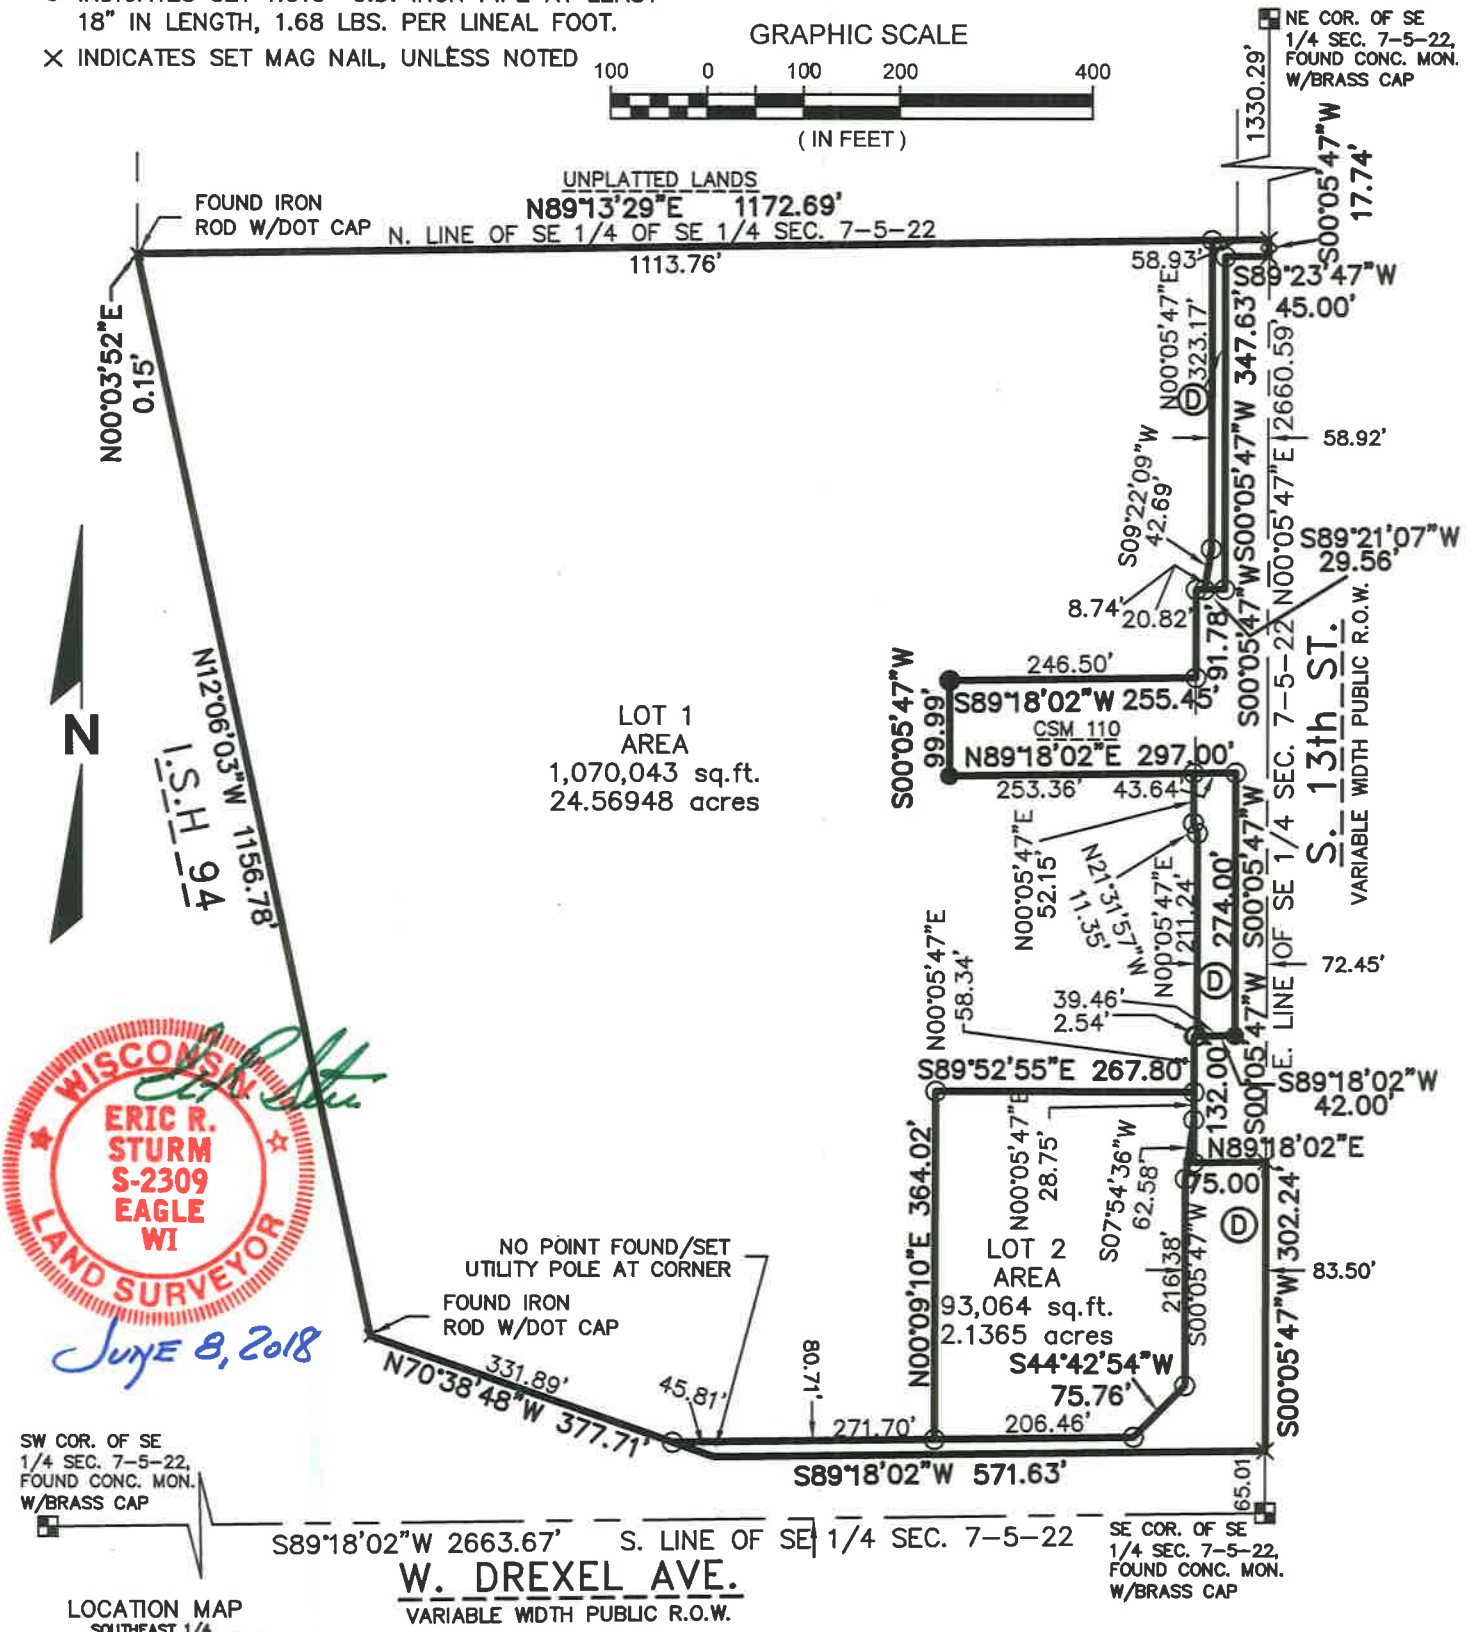 18" IN LENGTH, 1.68 LBS. PER LINEAL FOOT.
× INDICATES SET MAG NAIL, UNLESS NOTED
GRAPHIC SCALE
100 0 100 200 400
( IN FEET )
NE COR. OF SE
1/4 SEC. 7-5-22,
FOUND CONC. MON.
W/BRASS CAP
1330.29'
S00°05'47"W
17.74'
UNPLATTED LANDS
N89°13'29"E 1172.69'
N. LINE OF SE 1/4 OF SE 1/4 SEC. 7-5-22
1113.76'
FOUND IRON
ROD W/DOT CAP
58.93'
S89°23'47"W
45.00'
N00°03'52"E
0.15'
N00°05'47"E
323.17'
D
S00°05'47"W 347.63'
N00°05'47"E 2660.59'
58.92'
S09°22'09"W
42.69'
S89°21'07"W
29.56'
8.74'
20.82'
S00°05'47"W
91.78'
246.50'
S89°18'02"W 255.45'
S00°05'47"W
99.99'
CSM 110
N89°18'02"E 297.00'
253.36'
43.64'
N12°06'03"W 1156.78'
I.S.H 94
N
LOT 1
AREA
1,070,043 sq.ft.
24.56948 acres
S. 13th ST.
VARIABLE WIDTH PUBLIC R.O.W.
E. LINE OF SE 1/4 SEC. 7-5-22
N00°05'47"E
52.15'
N21°31'57"W
11.35'
N00°05'47"E
211.24'
D
S00°05'47"W
274.00'
72.45'
39.46'
2.54'
N00°05'47"E
58.34'
S89°52'55"E 267.80'
S00°05'47"W
132.00'
S89°18'02"W
42.00'
N89°18'02"E
75.00'
N00°05'47"E
28.75'
S07°54'36"W
62.58'
D
N00°09'10"E 364.02'
LOT 2
AREA
93,064 sq.ft.
2.1365 acres
216.38'
S00°05'47"W
S00°05'47"W 302.24'
83.50'
S44°42'54"W
75.76'
WISCONSIN
ERIC R.
STURM
S-2309
EAGLE
WI
LAND SURVEYOR
JUNE 8, 2018
NO POINT FOUND/SET
UTILITY POLE AT CORNER
FOUND IRON
ROD W/DOT CAP
331.89'
N70°38'48"W 377.71'
45.81'
80.71'
271.70'
206.46'
S89°18'02"W 571.63'
65.01
SW COR. OF SE
1/4 SEC. 7-5-22,
FOUND CONC. MON.
W/BRASS CAP
S89°18'02"W 2663.67' S. LINE OF SE 1/4 SEC. 7-5-22
SE COR. OF SE
1/4 SEC. 7-5-22,
FOUND CONC. MON.
W/BRASS CAP
W. DREXEL AVE.
VARIABLE WIDTH PUBLIC R.O.W.
LOCATION MAP
SOUTHEAST 1/4